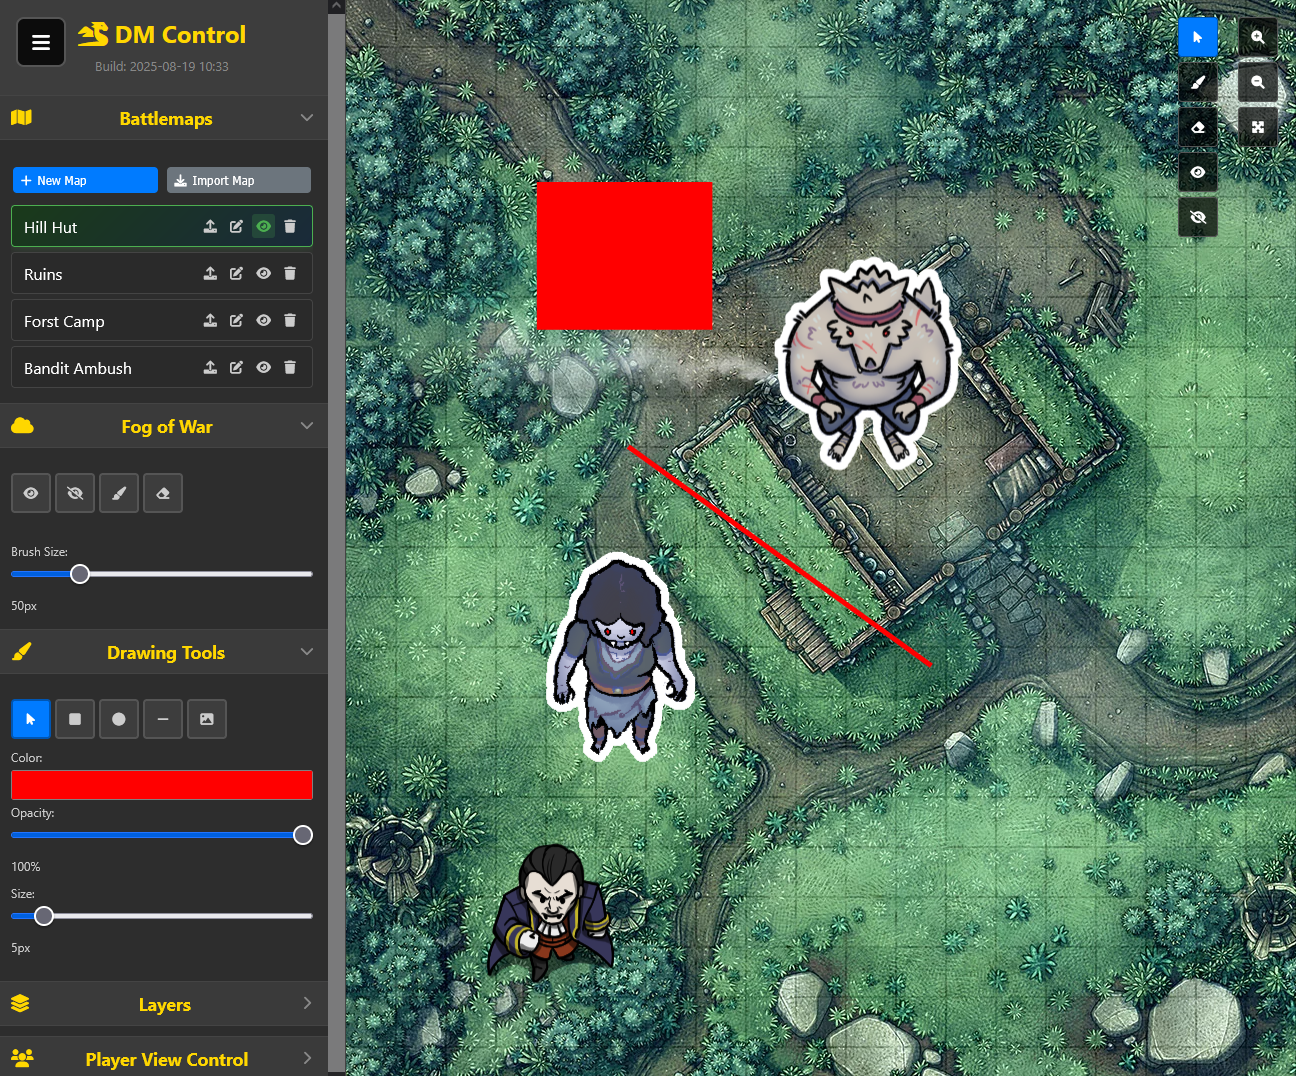 DM Control
Build: 2025-08-19 10:33
Battlemaps
New Map
Import Map
Hill Hut
Ruins
Forst Camp
Bandit Ambush
Fog of War
Brush Size:
50px
Drawing Tools
Color:
Opacity:
100%
Size:
5px
Layers
Player View Control